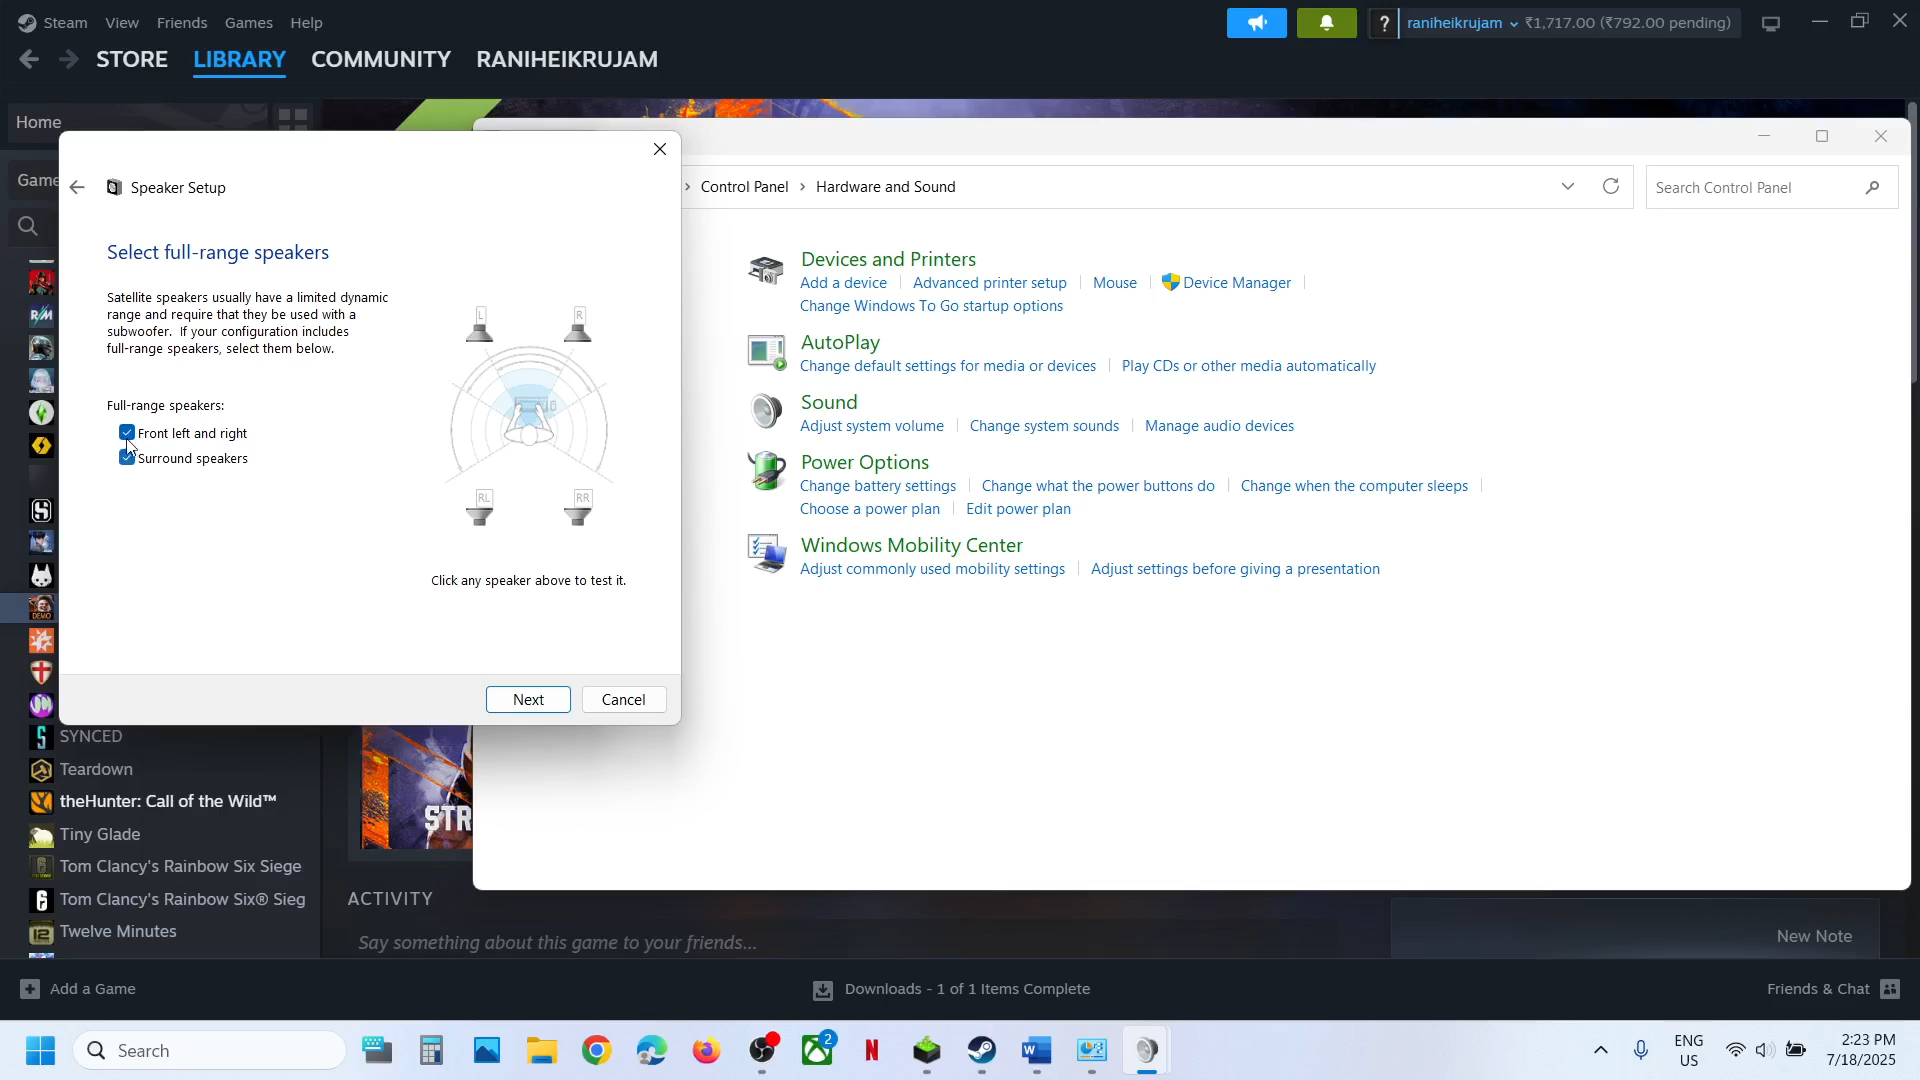 Steam View Friends Games Help
? raniheikrujam ₹1,717.00 (₹792.00 pending)
STORE LIBRARY COMMUNITY RANIHEIKRUJAM
Home
Speaker Setup
Control Panel › Hardware and Sound
Search Control Panel
Select full-range speakers
Satellite speakers usually have a limited dynamic
range and require that they be used with a
subwoofer. If your configuration includes
full-range speakers, select them below.
Full-range speakers:
Front left and right
Surround speakers
L R
RL RR
Click any speaker above to test it.
Next Cancel
Devices and Printers
Add a device Advanced printer setup Mouse Device Manager
Change Windows To Go startup options
AutoPlay
Change default settings for media or devices Play CDs or other media automatically
Sound
Adjust system volume Change system sounds Manage audio devices
Power Options
Change battery settings Change what the power buttons do Change when the computer sleeps
Choose a power plan Edit power plan
Windows Mobility Center
Adjust commonly used mobility settings Adjust settings before giving a presentation
DEMO
SYNCED
Teardown
theHunter: Call of the Wild™
Tiny Glade
Tom Clancy's Rainbow Six Siege
Tom Clancy's Rainbow Six® Sieg
Twelve Minutes
ACTIVITY
Say something about this game to your friends...
New Note
Add a Game
Downloads - 1 of 1 Items Complete
Friends & Chat
Search
2
ENG
US
2:23 PM
7/18/2025